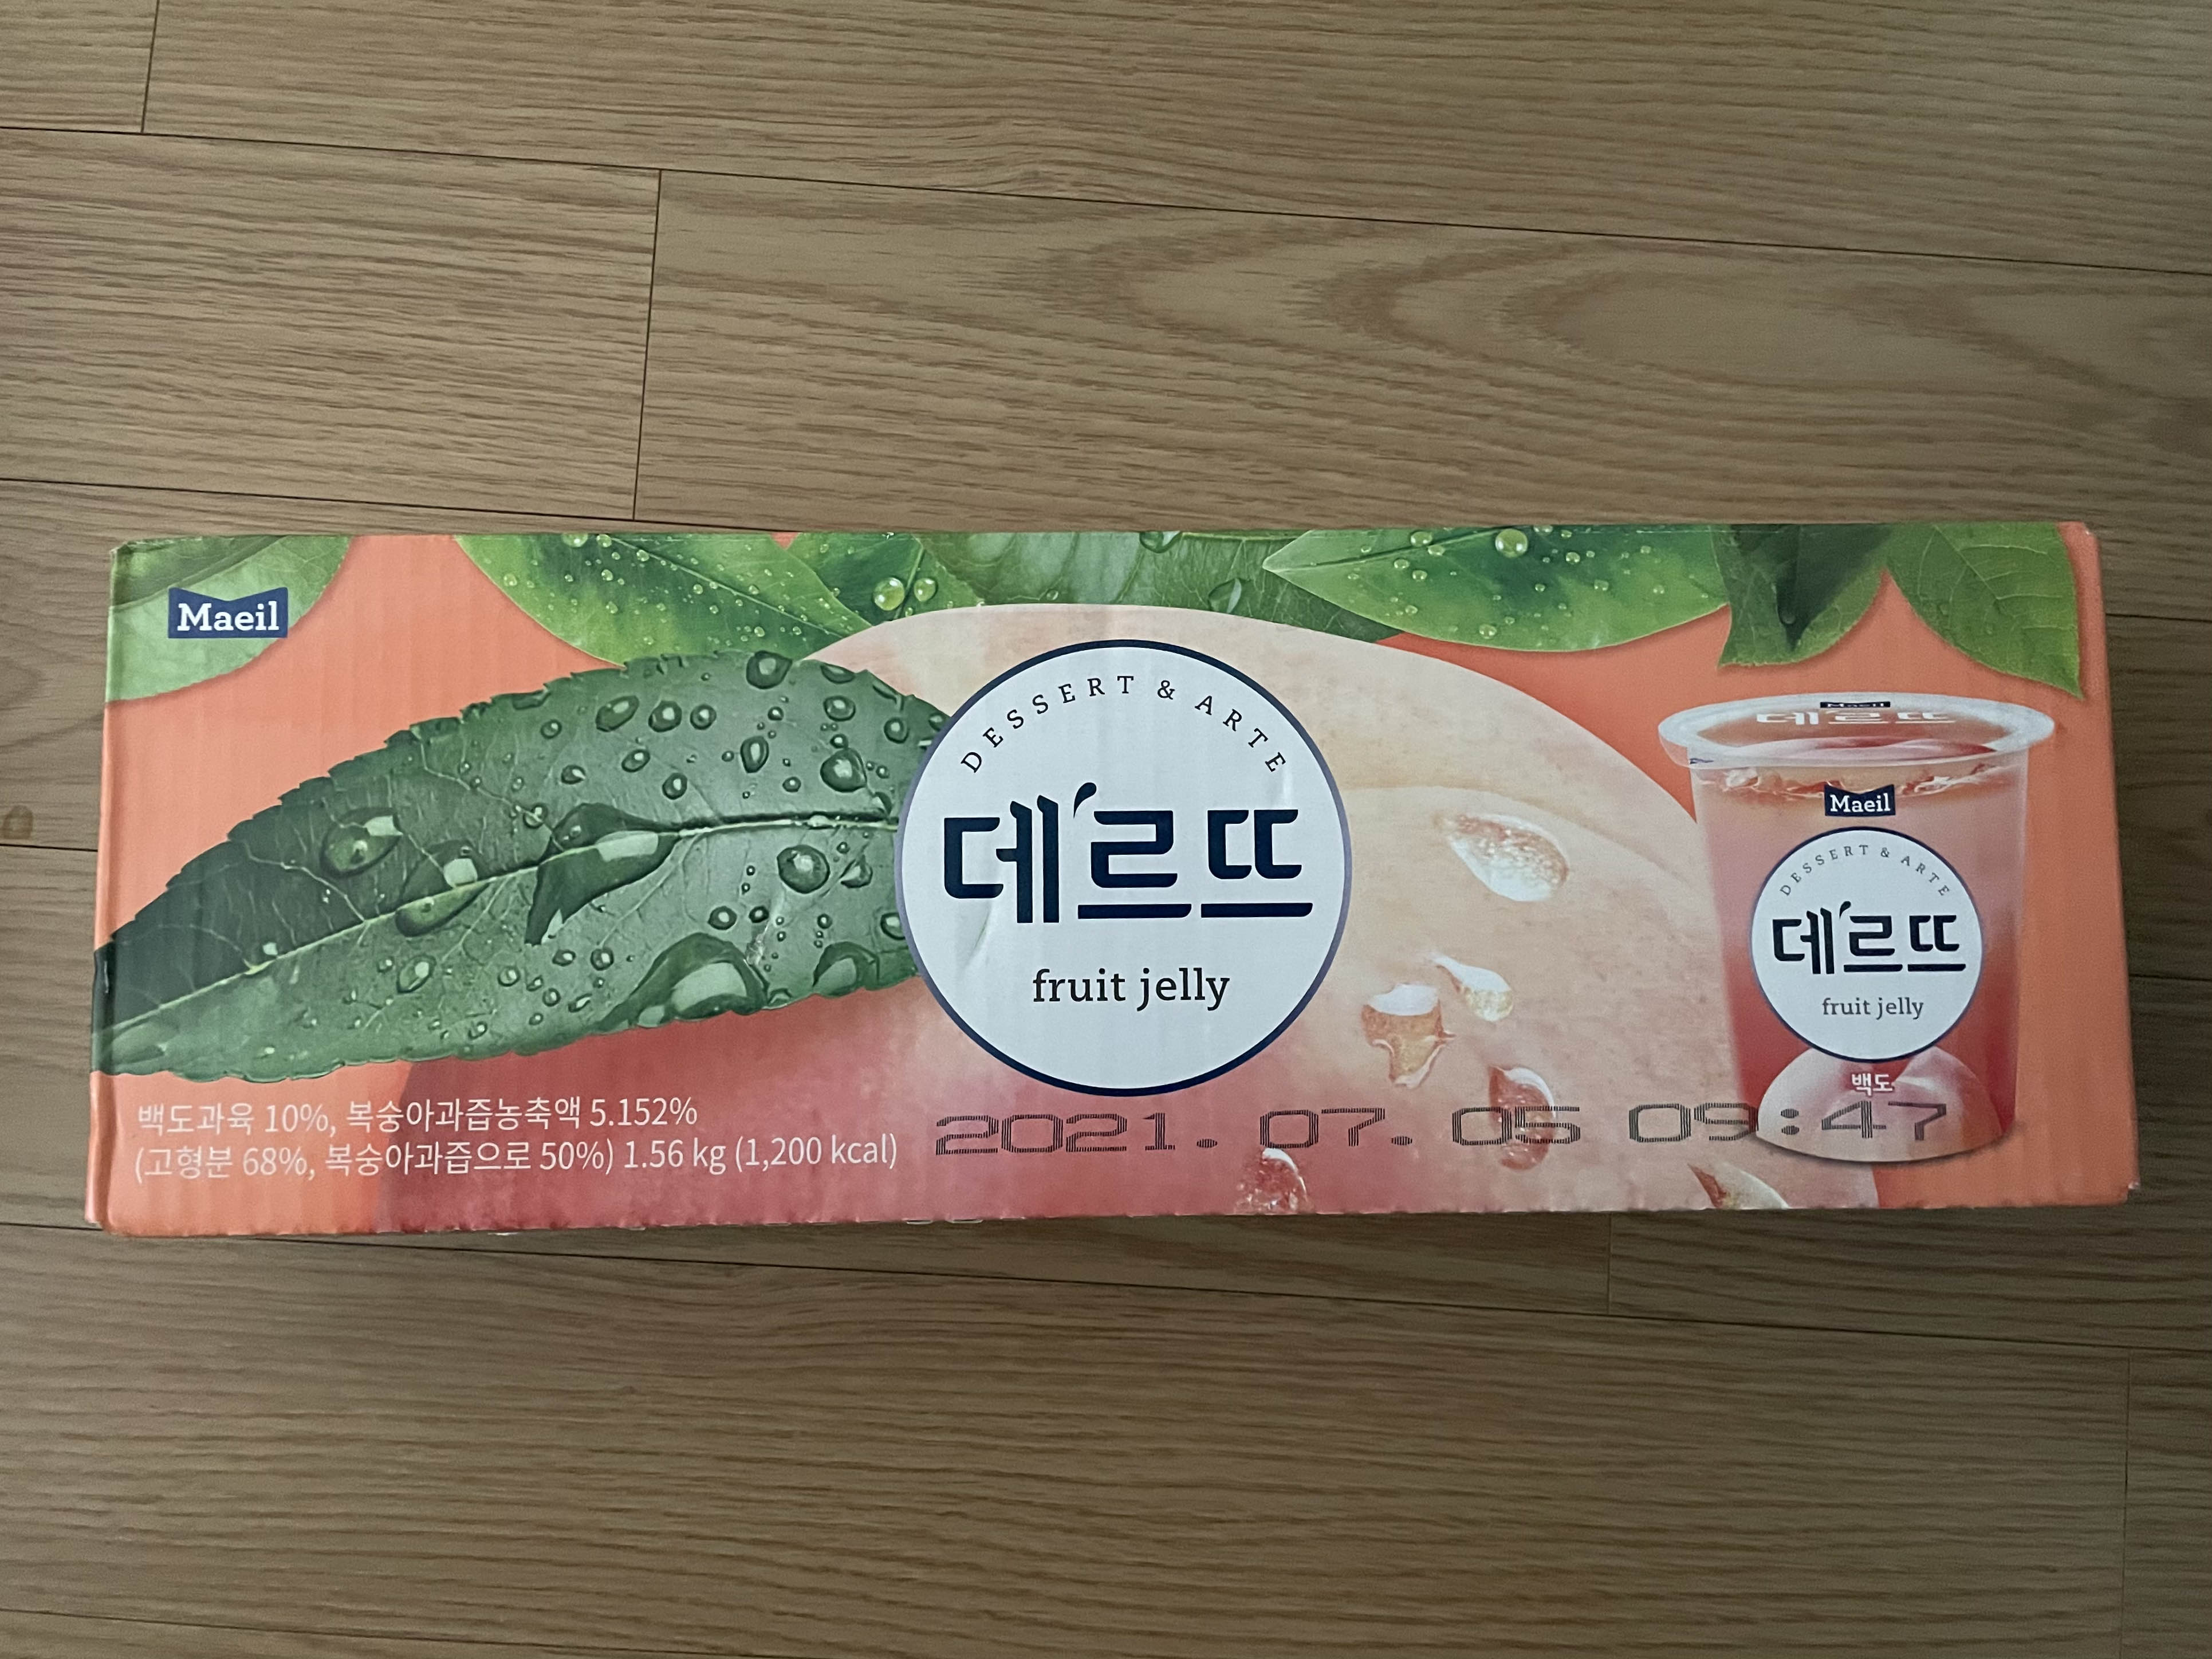 Maeil
DESSERT & ARTE
데르뜨
fruit jelly
백도과육 10%, 복숭아과즙농축액 5.152%
(고형분 68%, 복숭아과즙으로 50%) 1.56 kg (1,200 kcal)
2021. 07. 05 09:47
Maeil
데르뜨
Maeil
DESSERT & ARTE
데르뜨
fruit jelly
백도